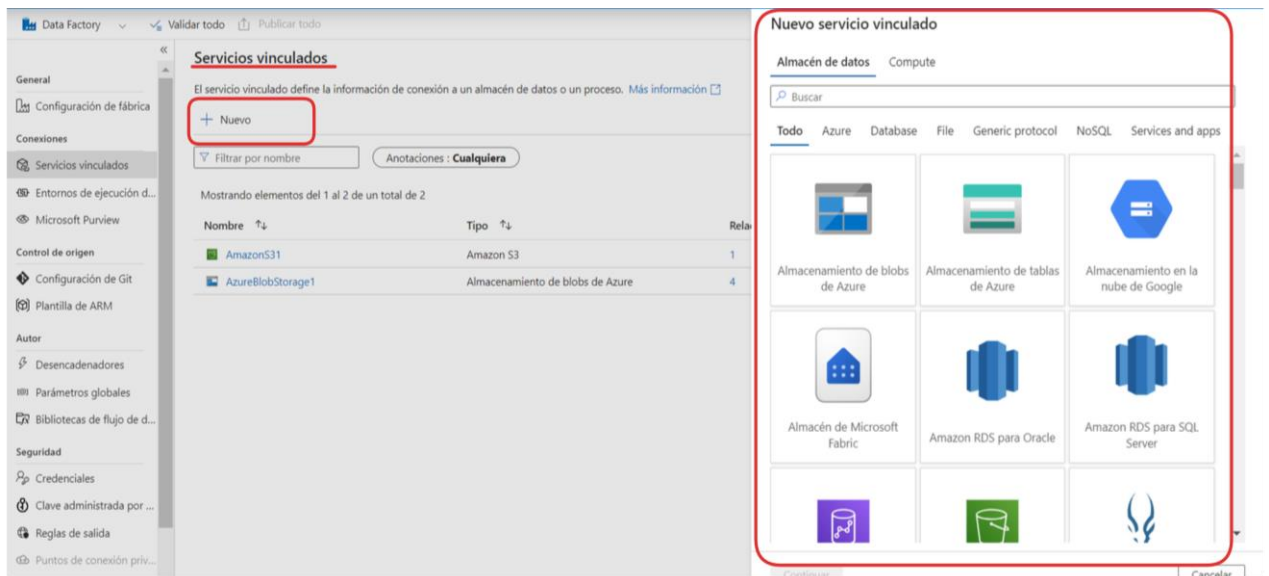 Data Factory
Validar todo
Publicar todo
«
General
Configuración de fábrica
Conexiones
Servicios vinculados
Entornos de ejecución d...
Microsoft Purview
Control de origen
Configuración de Git
Plantilla de ARM
Autor
Desencadenadores
Parámetros globales
Bibliotecas de flujo de d...
Seguridad
Credenciales
Clave administrada por ...
Reglas de salida
Puntos de conexión priv...
Servicios vinculados
El servicio vinculado define la información de conexión a un almacén de datos o un proceso. Más información
+ Nuevo
Filtrar por nombre
Anotaciones : Cualquiera
Mostrando elementos del 1 al 2 de un total de 2
Nombre ↑↓ Tipo ↑↓ Rela
AmazonS31 Amazon S3 1
AzureBlobStorage1 Almacenamiento de blobs de Azure 4
Nuevo servicio vinculado
Almacén de datos Compute
Buscar
Todo Azure Database File Generic protocol NoSQL Services and apps
Almacenamiento de blobs
de Azure
Almacenamiento de tablas
de Azure
Almacenamiento en la
nube de Google
Almacén de Microsoft
Fabric
Amazon RDS para Oracle
Amazon RDS para SQL
Server
Continuar
Cancelar